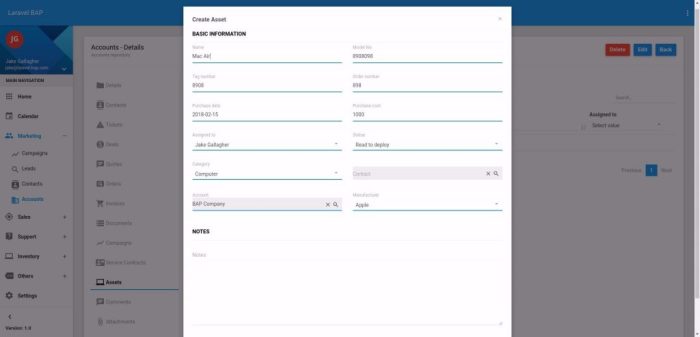 Laravel BAP
JG
Jake Gallagher
jake@laravel-bap.com
MAIN NAVIGATION
Home
Calendar
Marketing
Campaigns
Leads
Contacts
Accounts
Sales
Support
Inventory
Others
Settings
Version: 1.0
Accounts - Details
Delete
Edit
Back
Details
Contacts
Tickets
Deals
Quotes
Orders
Invoices
Documents
Campaigns
Service Contracts
Assets
Comments
Attachments
Create Asset
×
BASIC INFORMATION
Name
Mac Air
Model No
8908098
Tag number
8908
Order number
898
Purchase date
2018-02-15
Purchase cost
1000
Assigned to
Jake Gallagher
Status
Read to deploy
Category
Computer
Contact
Account
BAP Company
Manufacturer
Apple
NOTES
Notes
Search...
Assigned to
Select value
Previous
1
Next